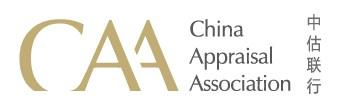 CAA
China
Appraisal
Association
中估联行